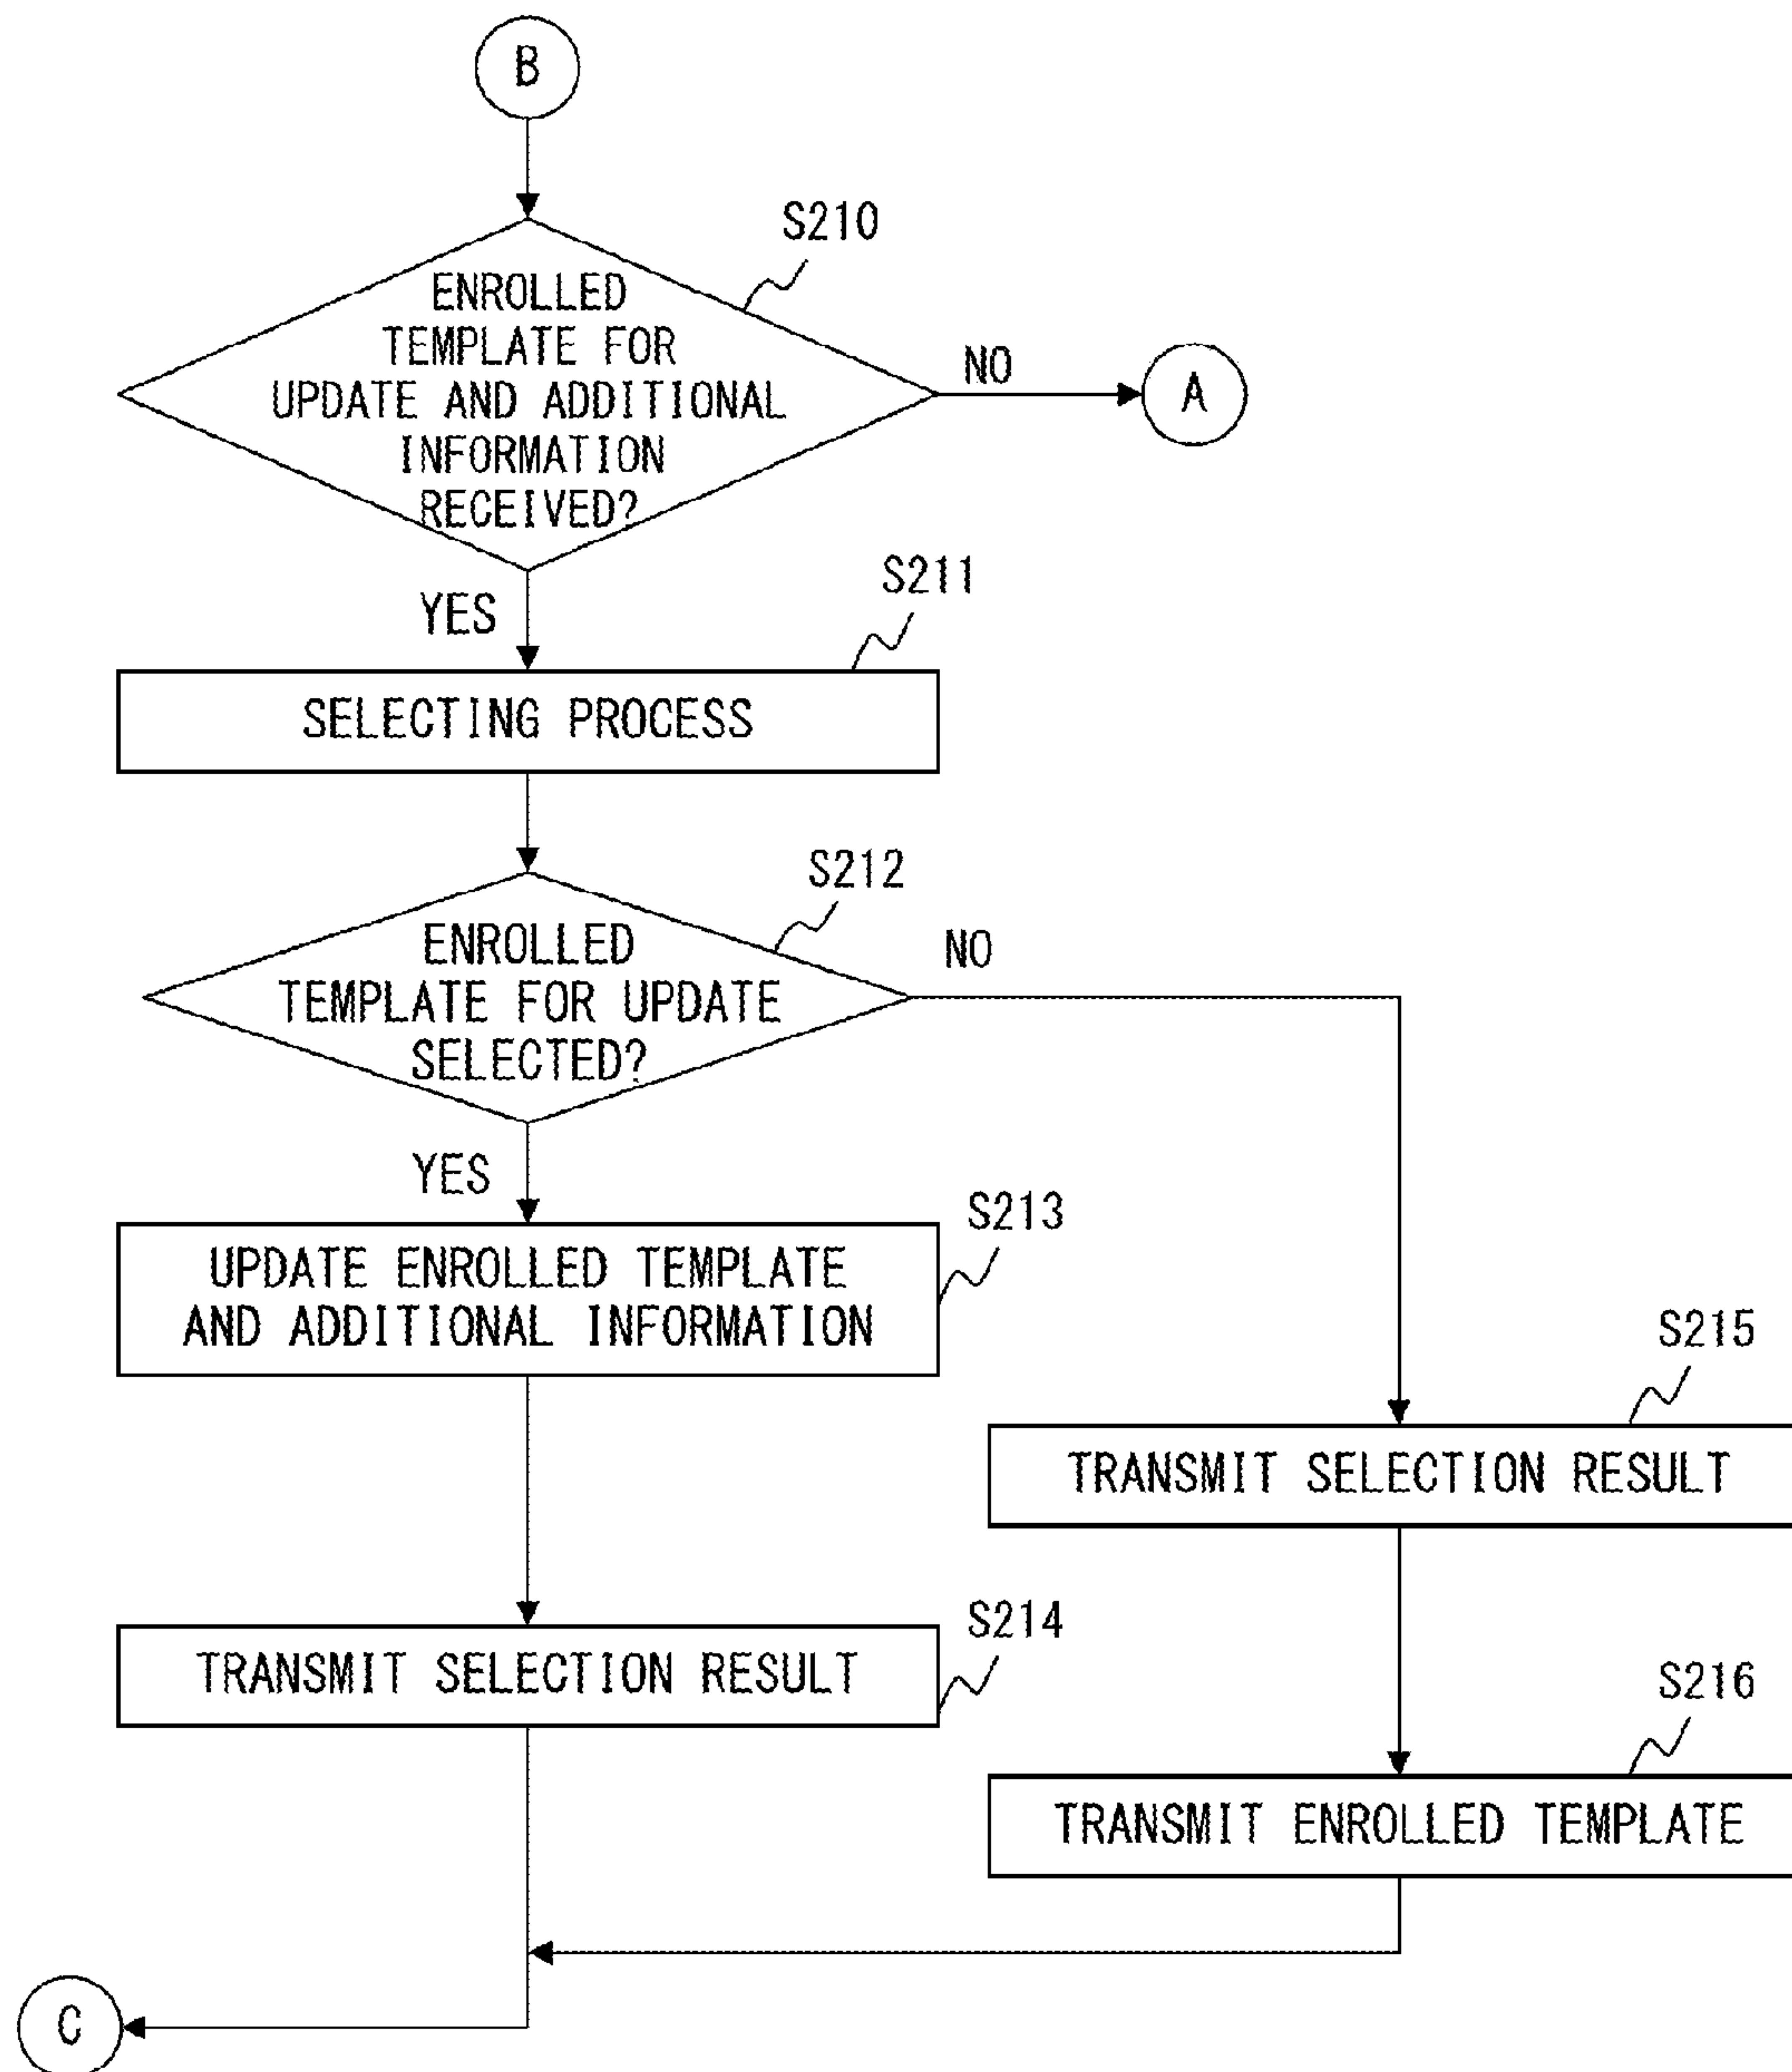 B
S210
ENROLLED
TEMPLATE FOR
UPDATE AND ADDITIONAL
INFORMATION
RECEIVED?
NO
A
YES
S211
SELECTING PROCESS
S212
ENROLLED
TEMPLATE FOR UPDATE
SELECTED?
NO
YES
S213
UPDATE ENROLLED TEMPLATE
AND ADDITIONAL INFORMATION
S215
TRANSMIT SELECTION RESULT
S214
TRANSMIT SELECTION RESULT
S216
TRANSMIT ENROLLED TEMPLATE
C